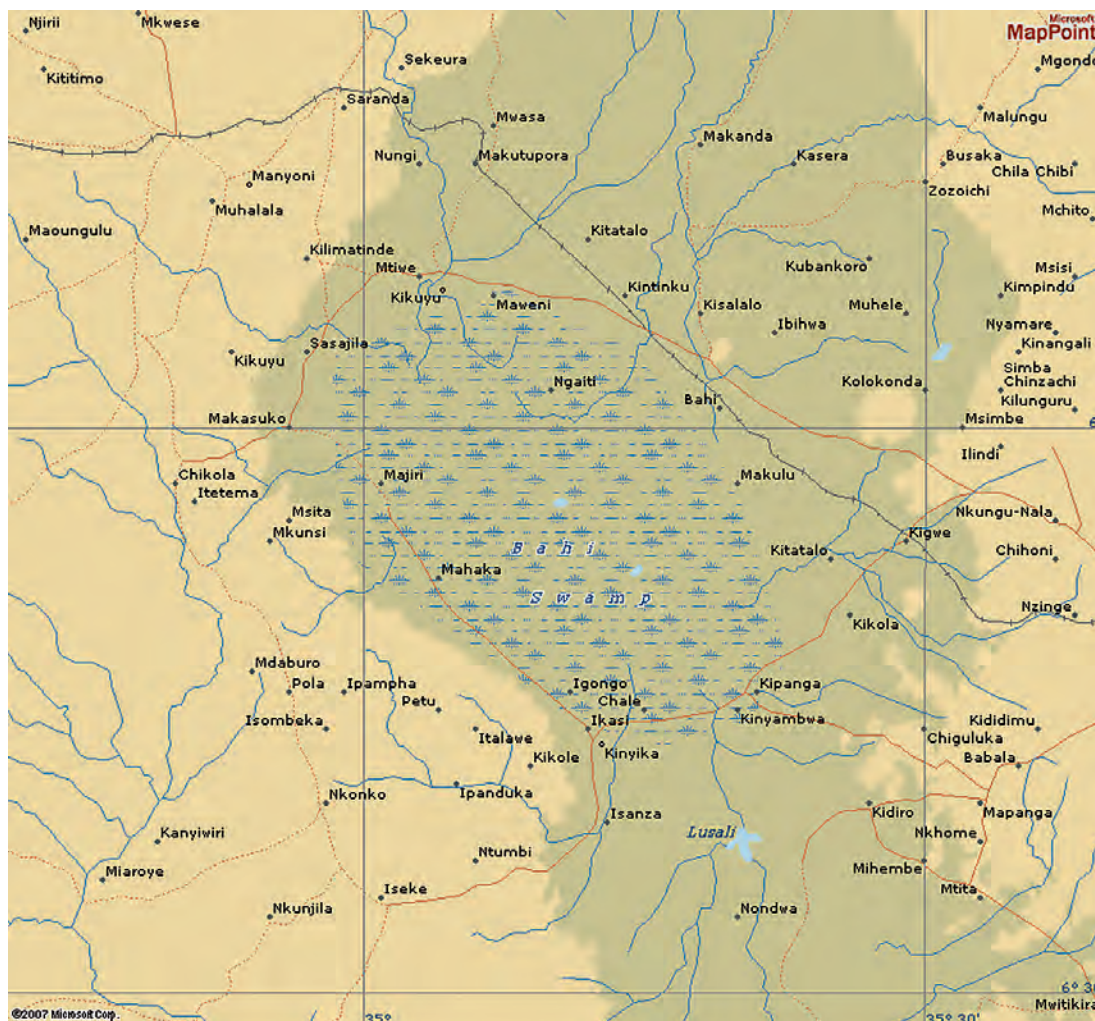 Microsoft
MapPoint
Njirii
Mkwese
Sekeura
Mgondo
Kititimo
Saranda
Mwasa
Malungu
Makanda
Nungi
Makutupora
Kasera
Busaka
Chila Chibi
Manyoni
Zozoichi
Muhalala
Mchito
Maoungulu
Kitatalo
Kilimatinde
Mtiwe
Kubankoro
Msisi
Kikuyu
Maweni
Kintinku
Kisalalo
Muhele
Kimpindu
Ibihwa
Nyamare
Kikuyu
Sasajila
Kinangali
Simba
Ngaiti
Kolokonda
Chinzachi
Bahi
Kilunguru
Makasuko
Msimbe
6
Ilindi
Chikola
Majiri
Makulu
Itetema
Msita
Nkungu-Nala
Mkunsi
Bahi
Kitatalo
Kigwe
Chihoni
Mahaka
Swamp
Nzinge
Kikola
Mdaburo
Pola
Ipampha
Igongo
Kipanga
Petu
Chale
Isombeka
Italawe
Ikasi
Kinyambwa
Chiguluka
Kididimu
Kikole
Kinyika
Babala
Nkonko
Ipanduka
Isanza
Kidiro
Mapanga
Kanyiwiri
Lusali
Nkhome
Miaroye
Ntumbi
Mihembe
Iseke
Mtita
Nkunjila
Nondwa
6° 30
Mwitikira
©2007 Microsoft Corp.
35°
35° 30'